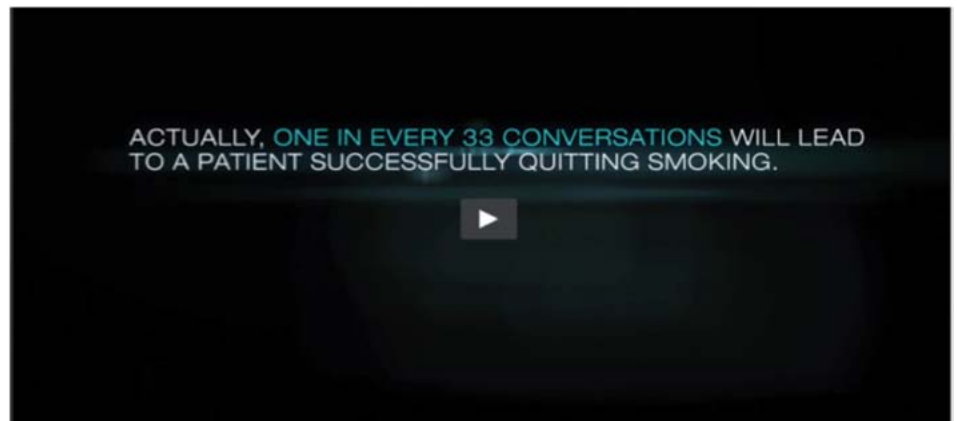 ACTUALLY, ONE IN EVERY 33 CONVERSATIONS WILL LEAD
TO A PATIENT SUCCESSFULLY QUITTING SMOKING.